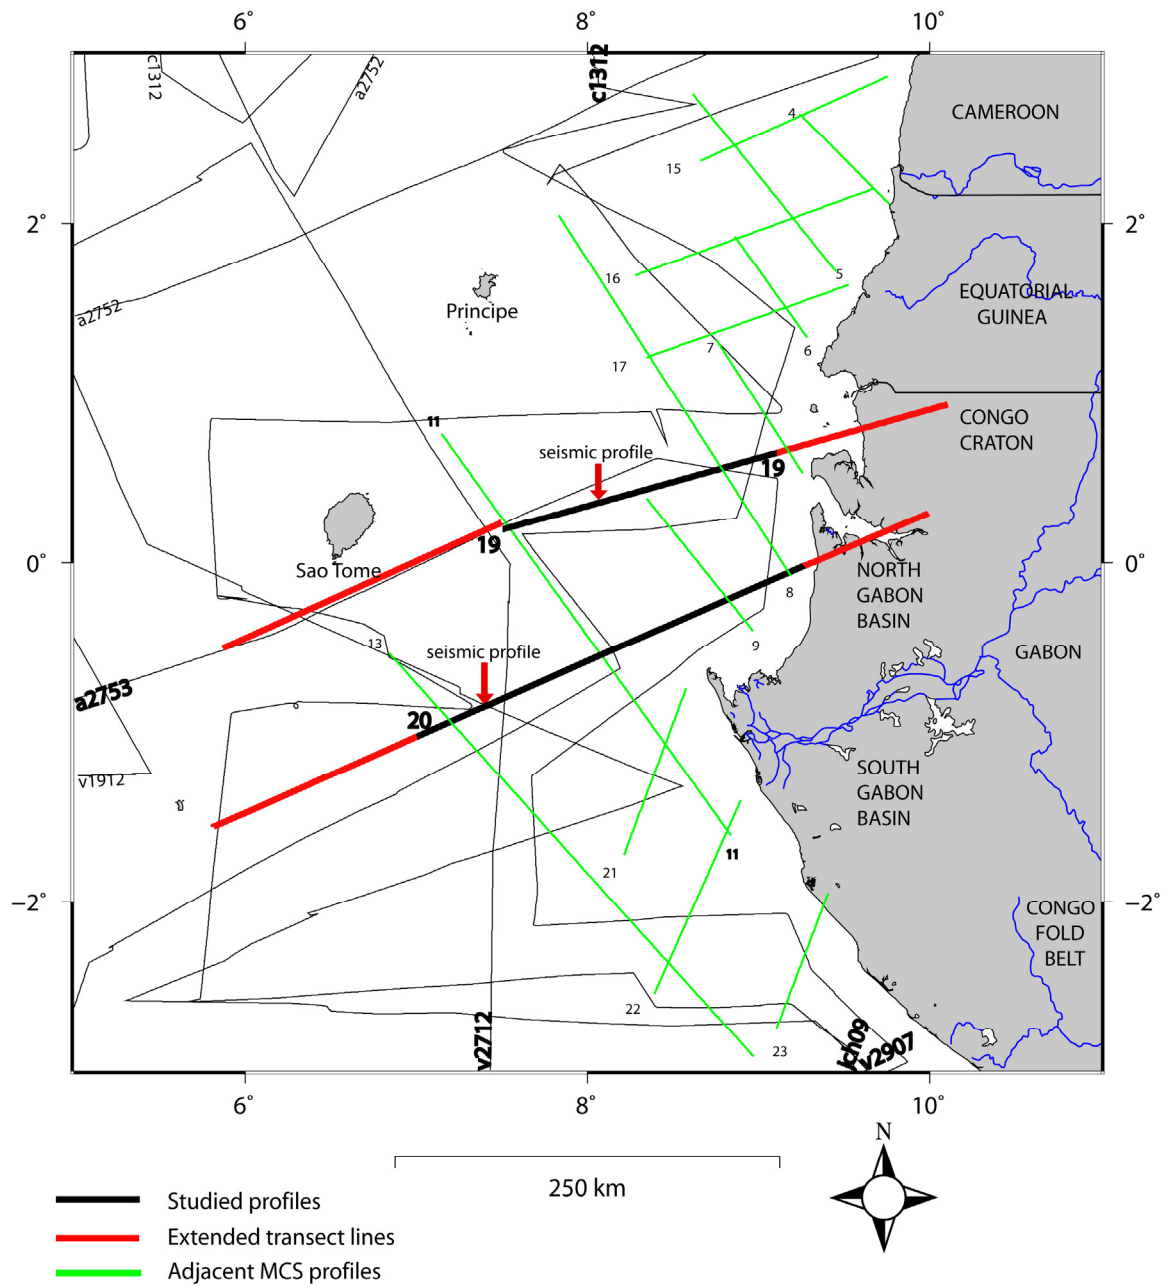 6°
8°
10°
c1312
a2752
c1312
4
CAMEROON
15
2°
2°
16
5
EQUATORIAL
GUINEA
Principe
a2752
7
6
17
11
CONGO
CRATON
seismic profile
19
19
0°
0°
Sao Tome
NORTH
GABON
BASIN
8
13
9
seismic profile
GABON
a2753
20
v1912
SOUTH
GABON
BASIN
11
21
−2°
−2°
CONGO
FOLD
BELT
22
23
v2712
jch09
v2907
6°
8°
10°
N
250 km
Studied profiles
Extended transect lines
Adjacent MCS profiles